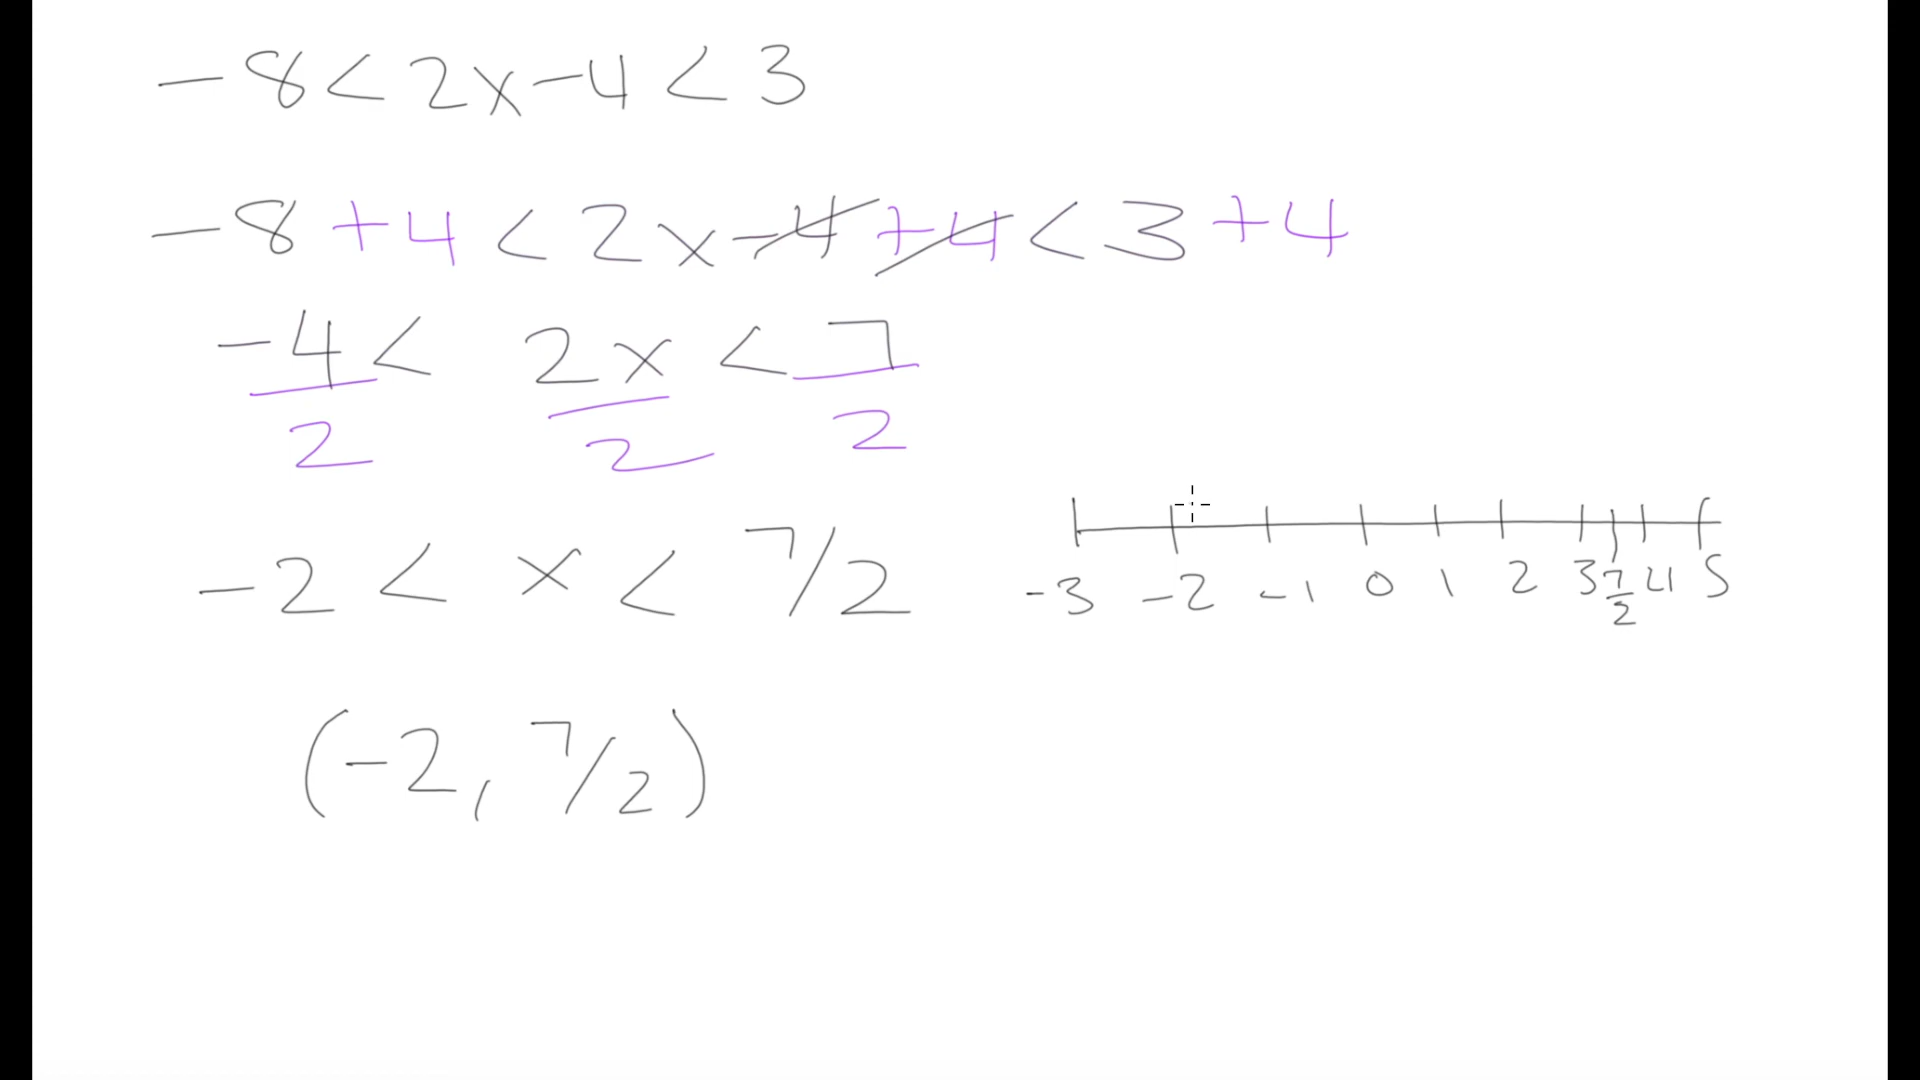 -8 < 2x - 4 < 3
-8 + 4 < 2x - 4 + 4 < 3 + 4
-4 < 2x < 7
2 2 2
-2 < x < 7/2
-3 -2 -1 0 1 2 3 7/2 4 5
(-2, 7/2)